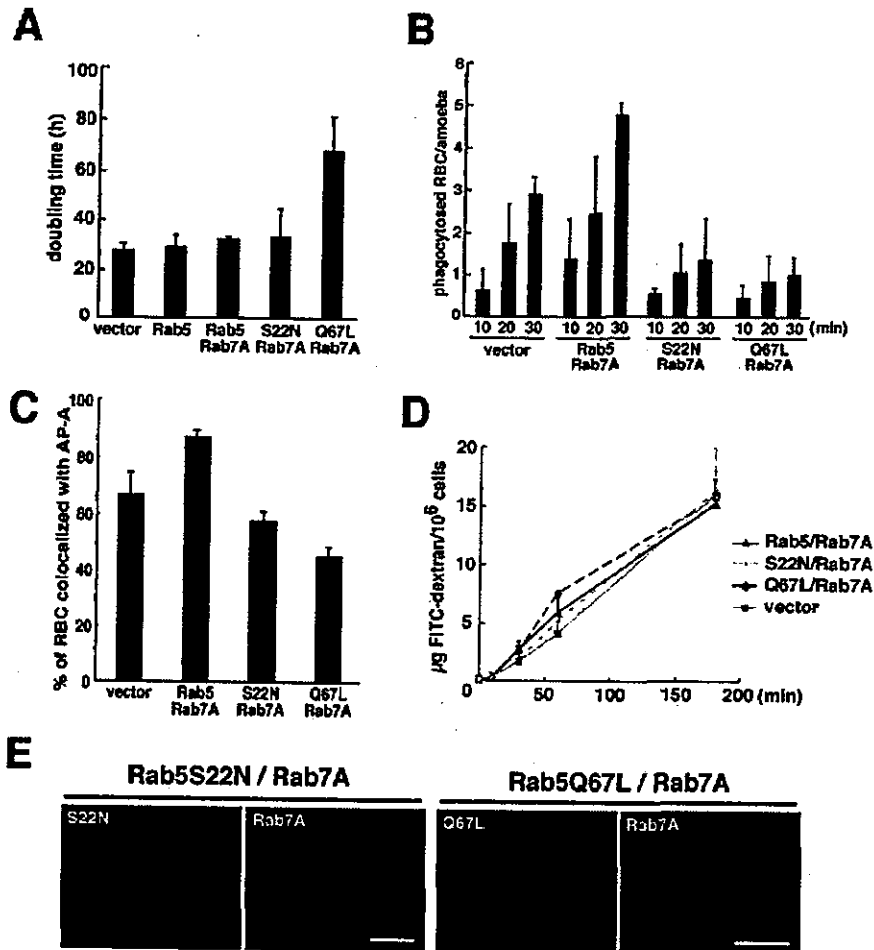 A
doubling time (h)
100
80
60
40
20
0
vector Rab5 Rab5 S22N Q67L
Rab7A Rab7A Rab7A
B
phagocytosed RBC/amoeba
8
5
4
3
2
1
0
10 20 30 10 20 30 10 20 30 10 20 30 (min)
vector Rab5 S22N Q67L
Rab7A Rab7A Rab7A
C
% of RBC colocalized with AP-A
100
80
60
40
20
0
vector Rab5 S22N Q67L
Rab7A Rab7A Rab7A
D
µg FITC-dextran/10⁶ cells
20
15
10
5
0
50 100 150 200 (min)
Rab5/Rab7A
S22N/Rab7A
Q67L/Rab7A
vector
E
Rab5S22N / Rab7A Rab5Q67L / Rab7A
S22N Rab7A Q67L Rab7A